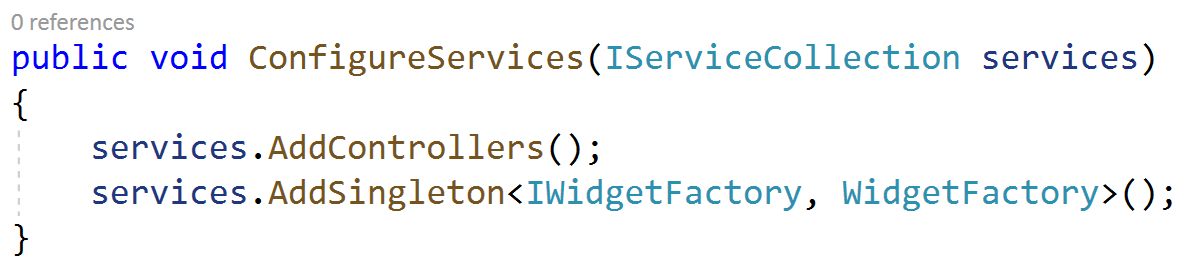 0 references
public void ConfigureServices(IServiceCollection services)
{
    services.AddControllers();
    services.AddSingleton<IWidgetFactory, WidgetFactory>();
}